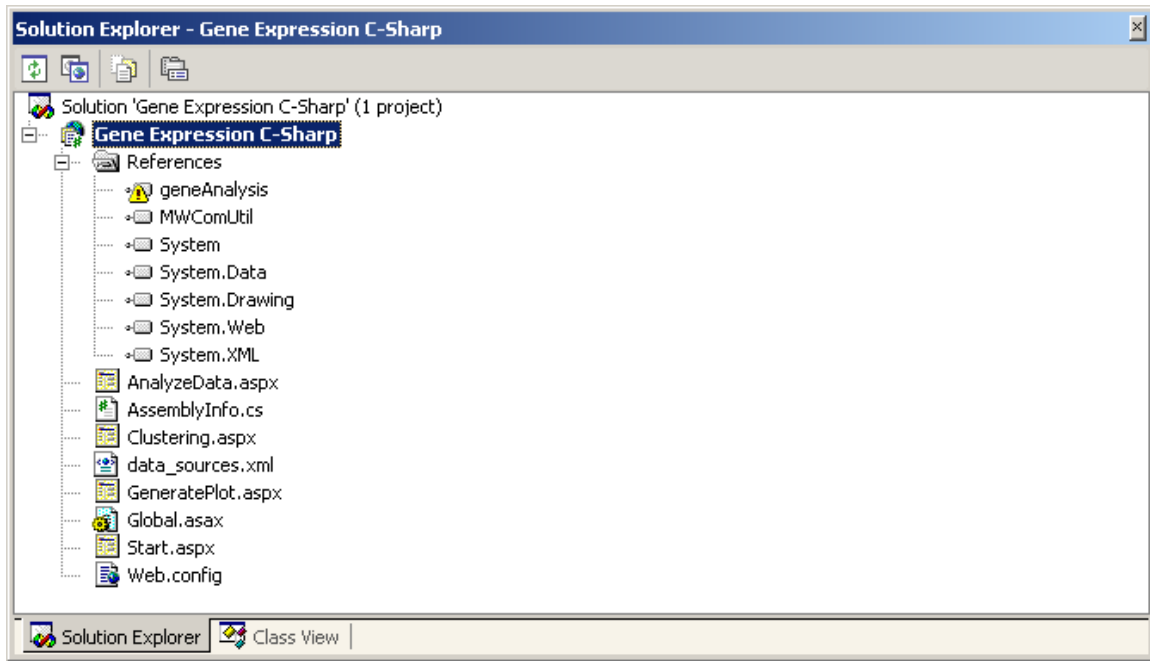 Solution Explorer - Gene Expression C-Sharp
Solution 'Gene Expression C-Sharp' (1 project)
Gene Expression C-Sharp
References
geneAnalysis
MWComUtil
System
System.Data
System.Drawing
System.Web
System.XML
AnalyzeData.aspx
AssemblyInfo.cs
Clustering.aspx
data_sources.xml
GeneratePlot.aspx
Global.asax
Start.aspx
Web.config
Solution Explorer Class View